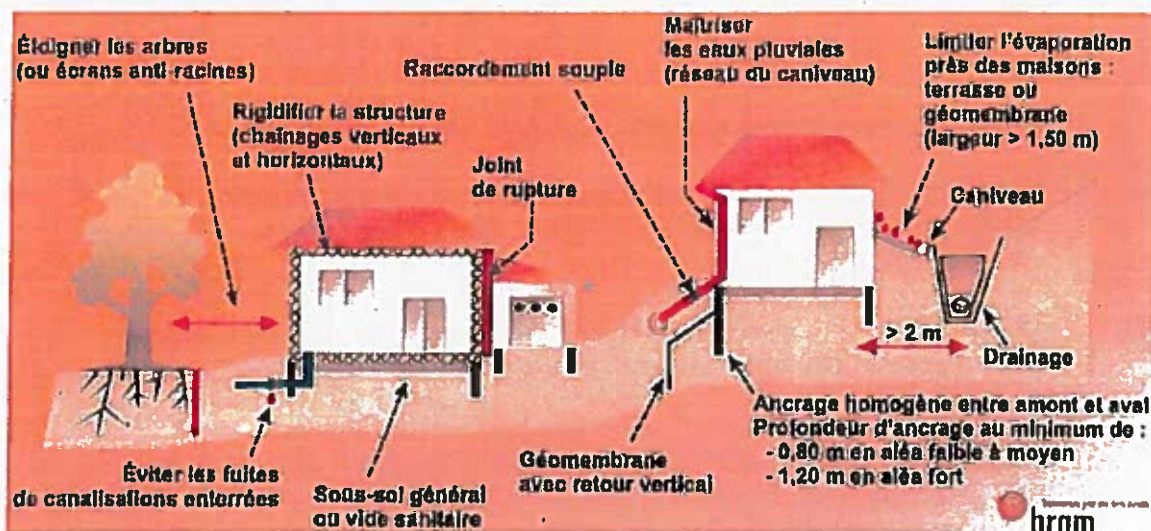 Éloigner les arbres
(ou écrans anti-racines)
Rigidifier la structure
(chaînages verticaux
et horizontaux)
Raccordement souple
Joint
de rupture
Maîtriser
les eaux pluviales
(réseau du caniveau)
Limiter l'évaporation
près des maisons :
terrasse ou
géomembrane
(largeur > 1,50 m)
Caniveau
> 2 m
Drainage
Éviter les fuites
de canalisations enterrées
Sous-sol général
ou vide sanitaire
Géomembrane
avec retour vertical
Ancrage homogène entre amont et aval
Profondeur d'ancrage au minimum de :
- 0,80 m en aléa faible à moyen
- 1,20 m en aléa fort
brgm